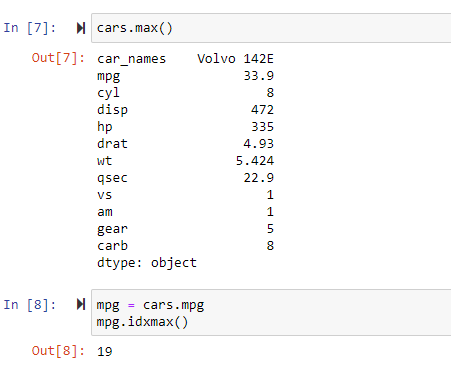 In [7]: cars.max()
Out[7]: car_names    Volvo 142E
mpg                33.9
cyl                   8
disp                472
hp                  335
drat               4.93
wt                5.424
qsec               22.9
vs                    1
am                    1
gear                  5
carb                  8
dtype: object
In [8]: mpg = cars.mpg
mpg.idxmax()
Out[8]: 19